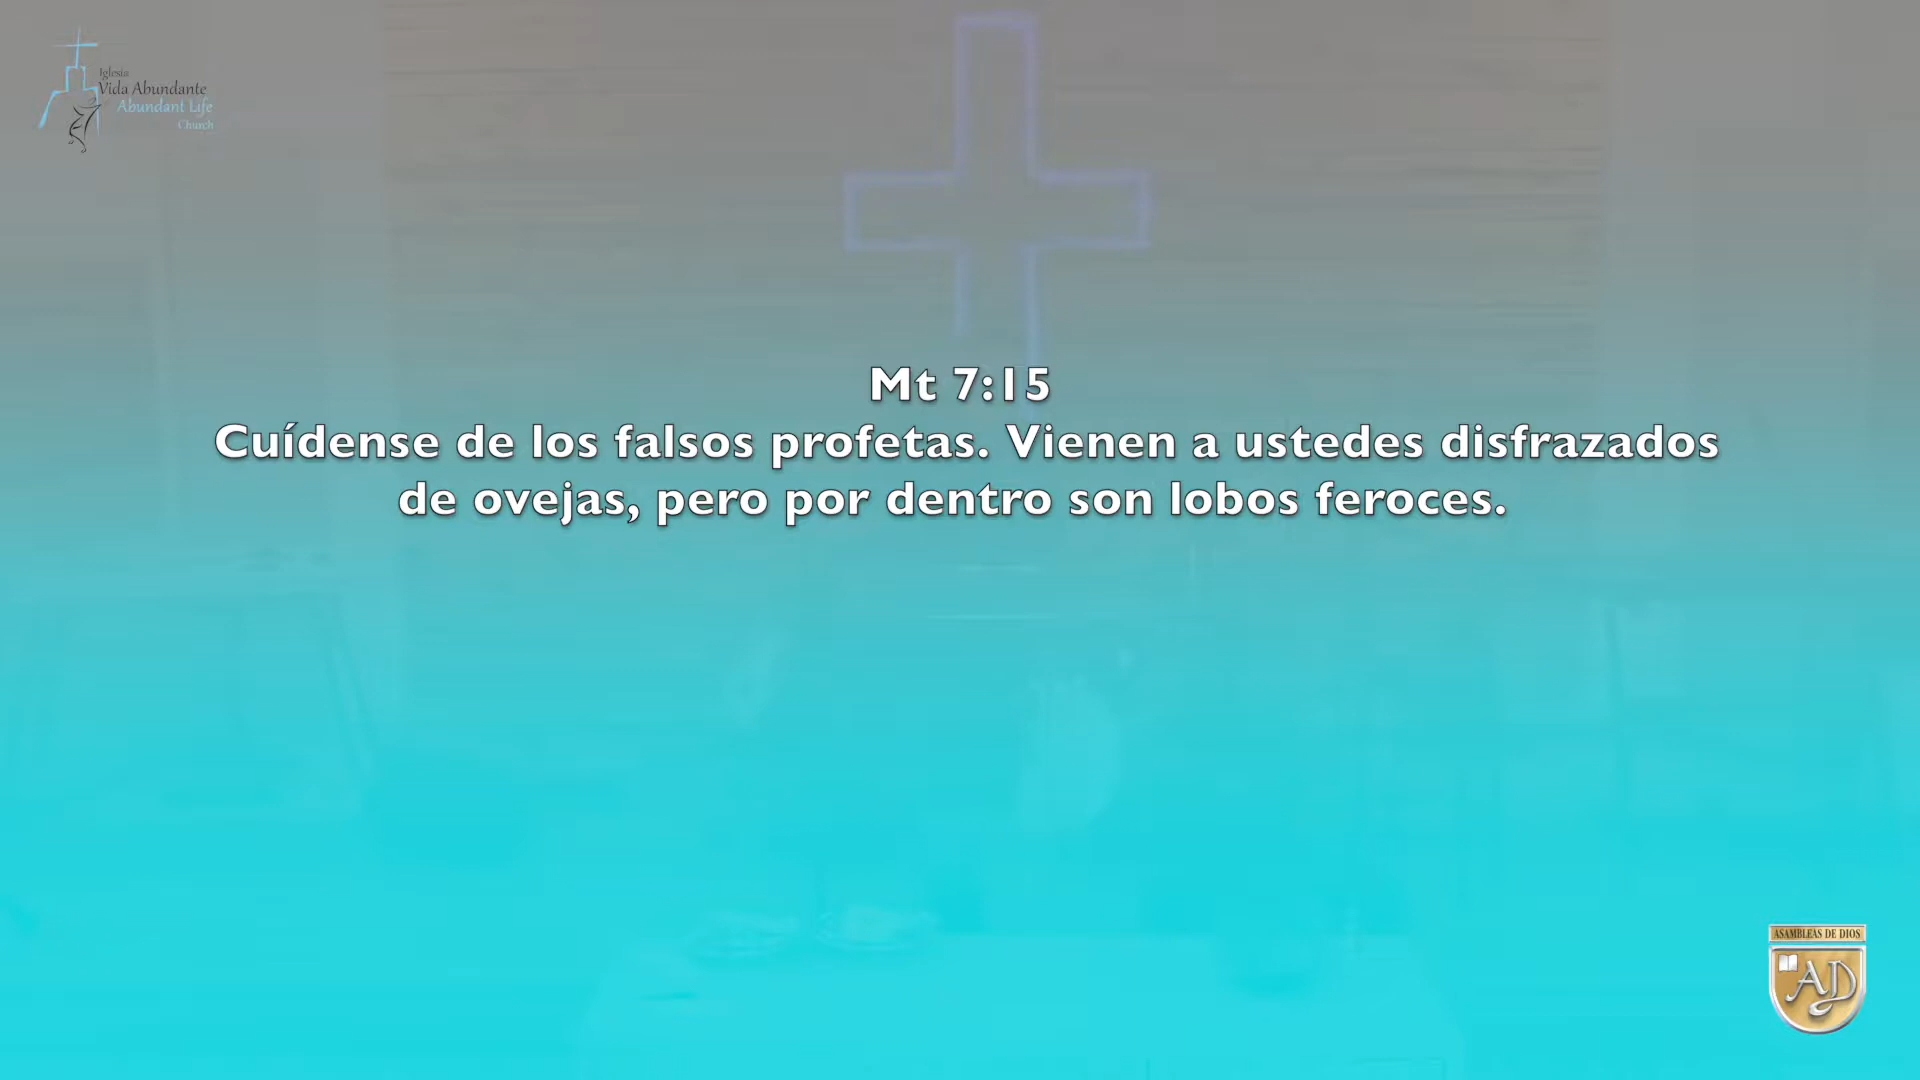 Iglesia
Vida Abundante
Abundant Life
Church
Mt 7:15
Cuídense de los falsos profetas. Vienen a ustedes disfrazados
de ovejas, pero por dentro son lobos feroces.
ASAMBLEAS DE DIOS
AD